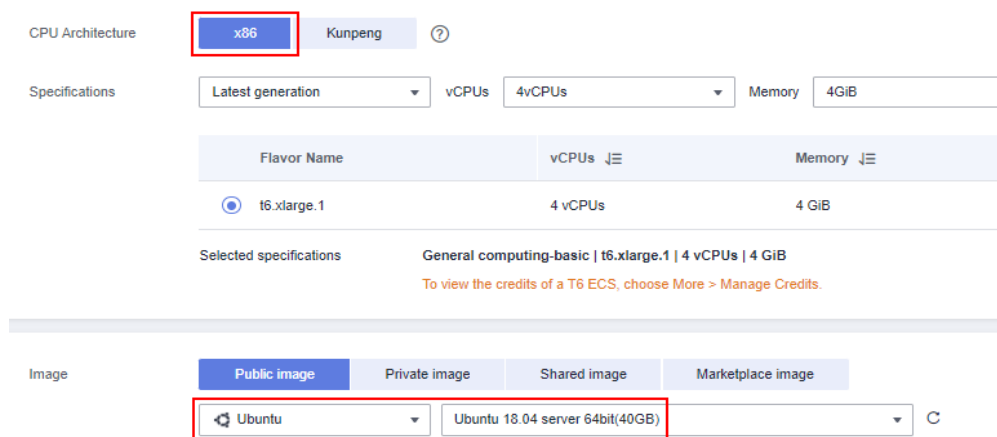 CPU Architecture x86 Kunpeng ?
Specifications Latest generation vCPUs 4vCPUs Memory 4GiB
Flavor Name vCPUs Memory
t6.xlarge.1 4 vCPUs 4 GiB
Selected specifications General computing-basic | t6.xlarge.1 | 4 vCPUs | 4 GiB
To view the credits of a T6 ECS, choose More > Manage Credits.
Image Public image Private image Shared image Marketplace image
Ubuntu Ubuntu 18.04 server 64bit(40GB)